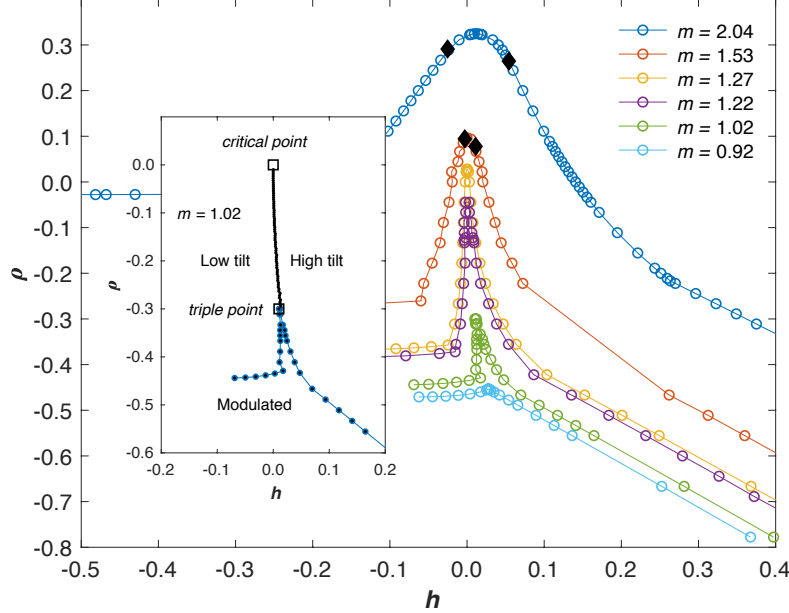 0.3
0.2
0.1
0.0
-0.1
-0.2
-0.3
-0.4
-0.5
-0.6
-0.7
-0.8
ρ
-0.5
-0.4
-0.3
-0.2
-0.1
0.0
0.1
0.2
0.3
0.4
h
m = 2.04
m = 1.53
m = 1.27
m = 1.22
m = 1.02
m = 0.92
critical point
m = 1.02
Low tilt
High tilt
triple point
Modulated
0.0
-0.1
-0.2
-0.3
-0.4
-0.5
-0.6
ρ
-0.2
-0.1
0.0
0.1
0.2
h